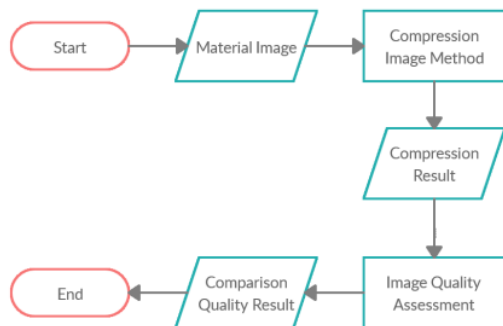 Start
Material Image
Compression
Image Method
Compression
Result
Image Quality
Assessment
Comparison
Quality Result
End